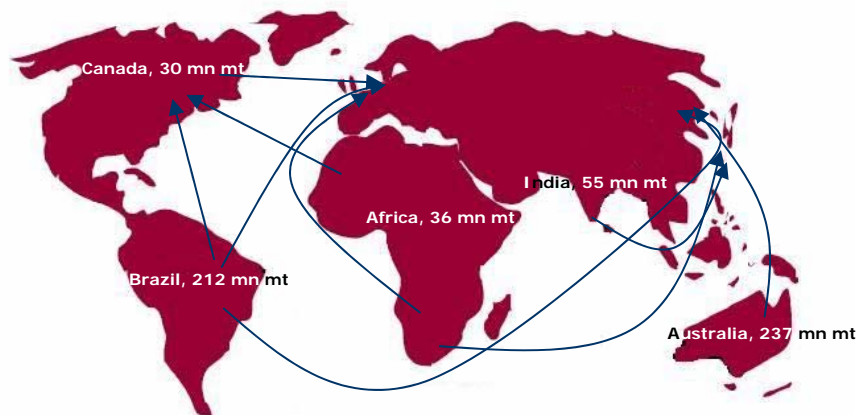 Canada, 30 mn mt
India, 55 mn mt
Africa, 36 mn mt
Brazil, 212 mn mt
Australia, 237 mn mt